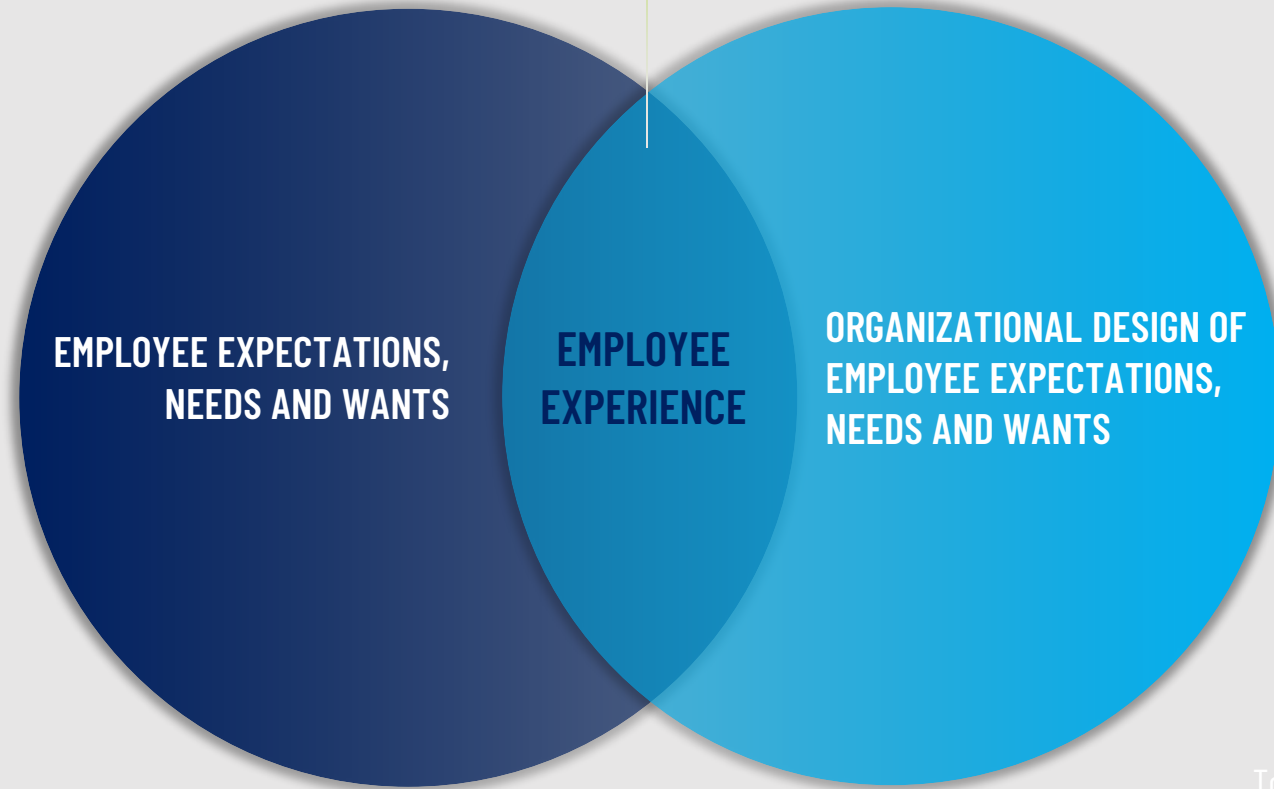 EMPLOYEE EXPECTATIONS,
NEEDS AND WANTS
EMPLOYEE
EXPERIENCE
ORGANIZATIONAL DESIGN OF
EMPLOYEE EXPECTATIONS,
NEEDS AND WANTS